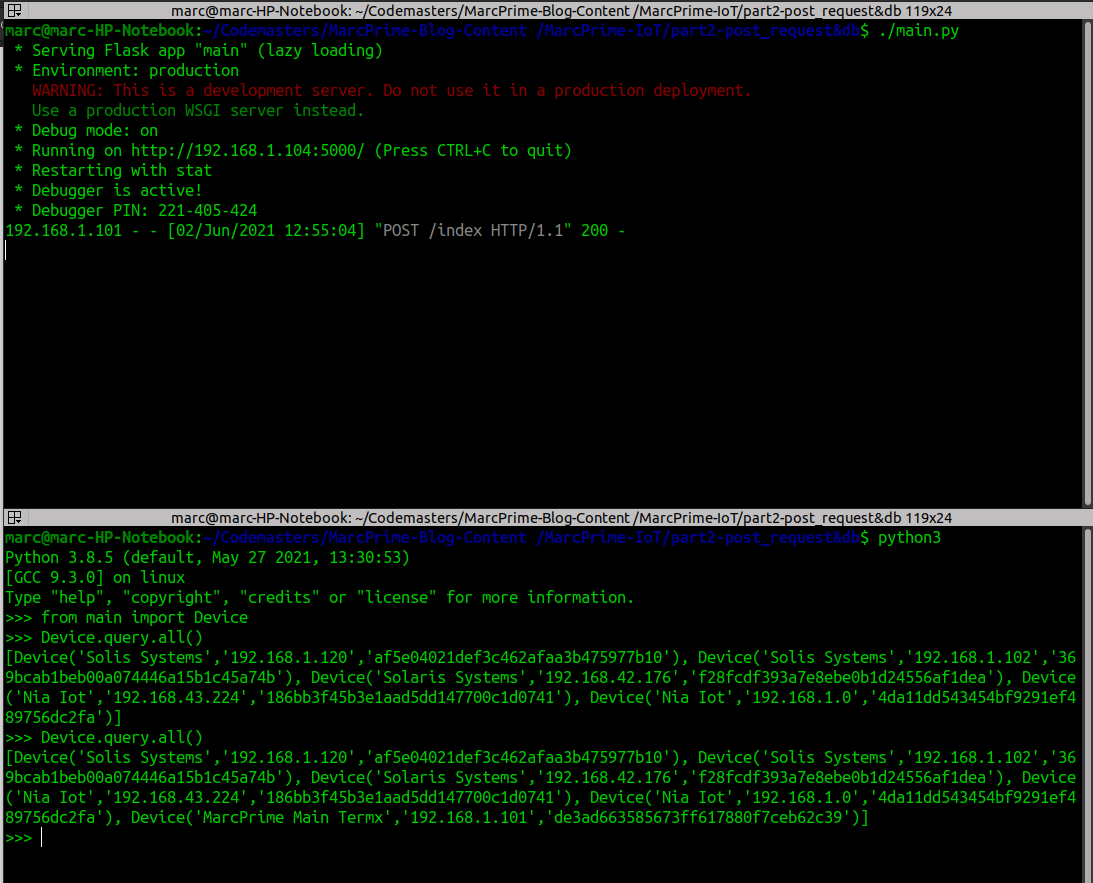 marc@marc-HP-Notebook: ~/Codemasters/MarcPrime-Blog-Content /MarcPrime-IoT/part2-post_request&db 119x24
marc@marc-HP-Notebook:~/Codemasters/MarcPrime-Blog-Content /MarcPrime-IoT/part2-post_request&db$ ./main.py
 * Serving Flask app "main" (lazy loading)
 * Environment: production
   WARNING: This is a development server. Do not use it in a production deployment.
   Use a production WSGI server instead.
 * Debug mode: on
 * Running on http://192.168.1.104:5000/ (Press CTRL+C to quit)
 * Restarting with stat
 * Debugger is active!
 * Debugger PIN: 221-405-424
192.168.1.101 - - [02/Jun/2021 12:55:04] "POST /index HTTP/1.1" 200 -
marc@marc-HP-Notebook: ~/Codemasters/MarcPrime-Blog-Content /MarcPrime-IoT/part2-post_request&db 119x24
marc@marc-HP-Notebook:~/Codemasters/MarcPrime-Blog-Content /MarcPrime-IoT/part2-post_request&db$ python3
Python 3.8.5 (default, May 27 2021, 13:30:53)
[GCC 9.3.0] on linux
Type "help", "copyright", "credits" or "license" for more information.
>>> from main import Device
>>> Device.query.all()
[Device('Solis Systems','192.168.1.120','af5e04021def3c462afaa3b475977b10'), Device('Solis Systems','192.168.1.102','36
9bcab1beb00a074446a15b1c45a74b'), Device('Solaris Systems','192.168.42.176','f28fcdf393a7e8ebe0b1d24556af1dea'), Device
('Nia Iot','192.168.43.224','186bb3f45b3e1aad5dd147700c1d0741'), Device('Nia Iot','192.168.1.0','4da11dd543454bf9291ef4
89756dc2fa')]
>>> Device.query.all()
[Device('Solis Systems','192.168.1.120','af5e04021def3c462afaa3b475977b10'), Device('Solis Systems','192.168.1.102','36
9bcab1beb00a074446a15b1c45a74b'), Device('Solaris Systems','192.168.42.176','f28fcdf393a7e8ebe0b1d24556af1dea'), Device
('Nia Iot','192.168.43.224','186bb3f45b3e1aad5dd147700c1d0741'), Device('Nia Iot','192.168.1.0','4da11dd543454bf9291ef4
89756dc2fa'), Device('MarcPrime Main Termx','192.168.1.101','de3ad663585673ff617880f7ceb62c39')]
>>>